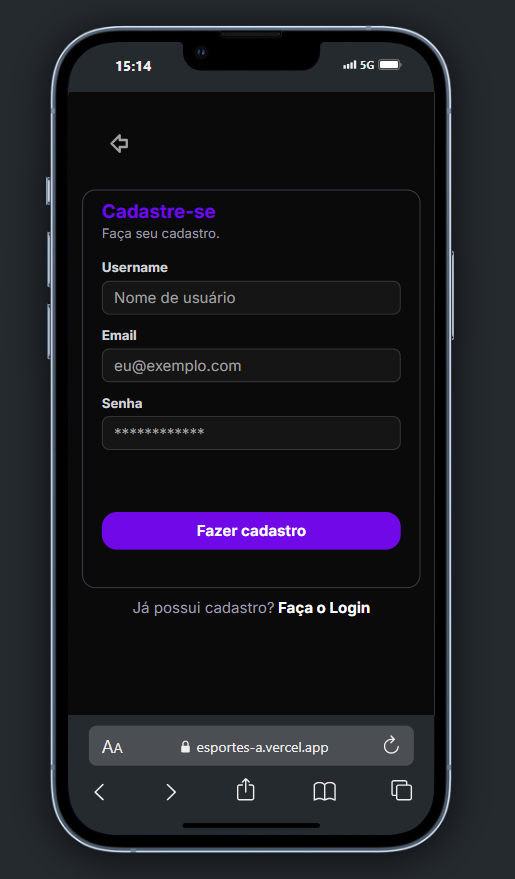 15:14 5G
Cadastre-se
Faça seu cadastro.
Username
Nome de usuário
Email
eu@exemplo.com
Senha
************
Fazer cadastro
Já possui cadastro? Faça o Login
AA esportes-a.vercel.app